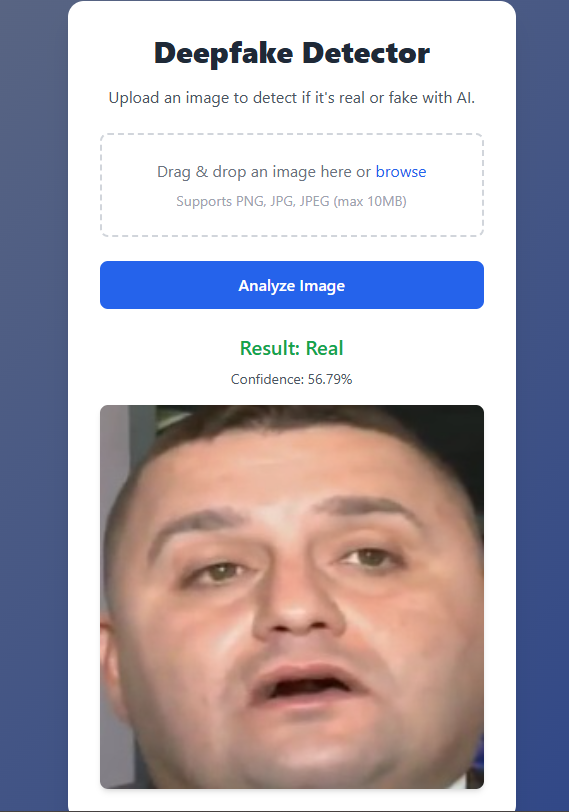 Deepfake Detector
Upload an image to detect if it's real or fake with AI.
Drag & drop an image here or browse
Supports PNG, JPG, JPEG (max 10MB)
Analyze Image
Result: Real
Confidence: 56.79%